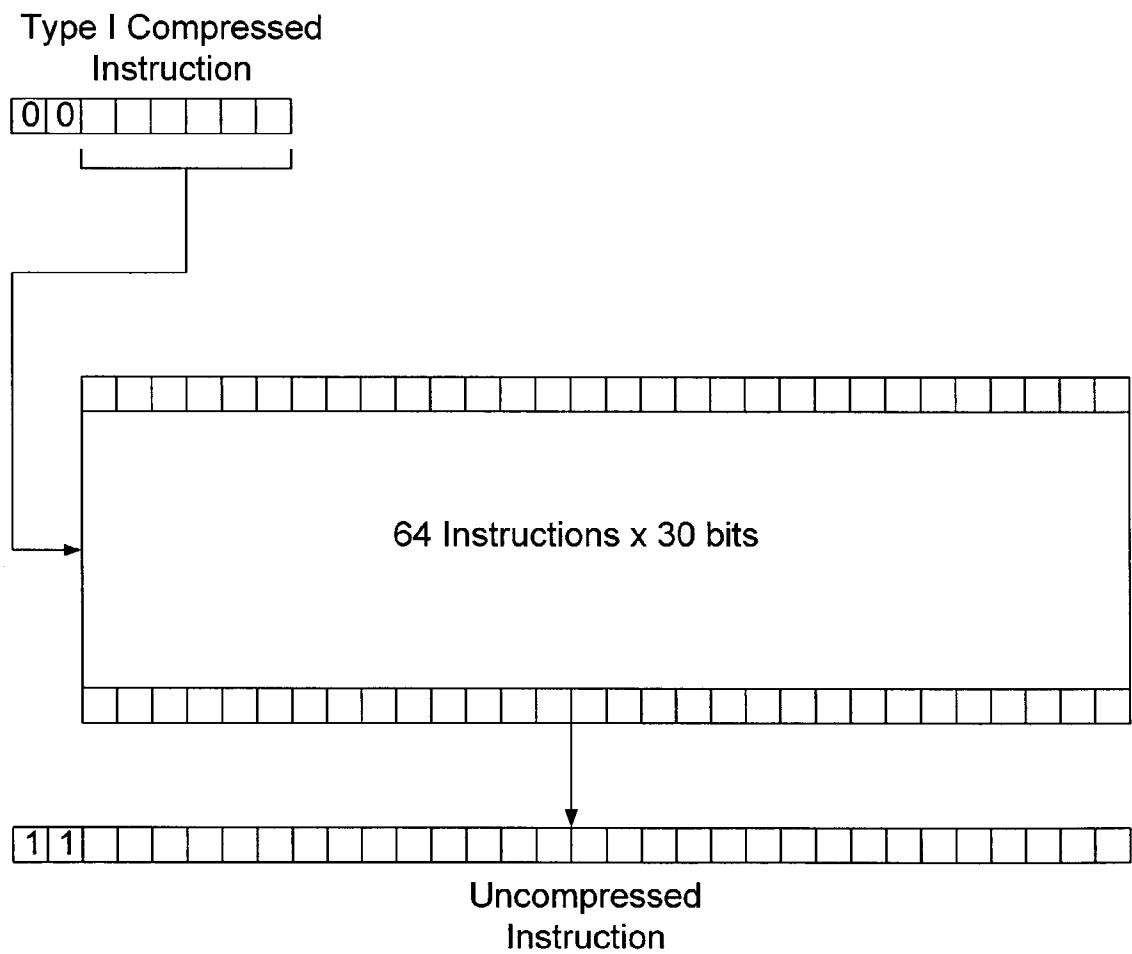 Type I Compressed
Instruction
0 0
64 Instructions x 30 bits
1 1
Uncompressed
Instruction